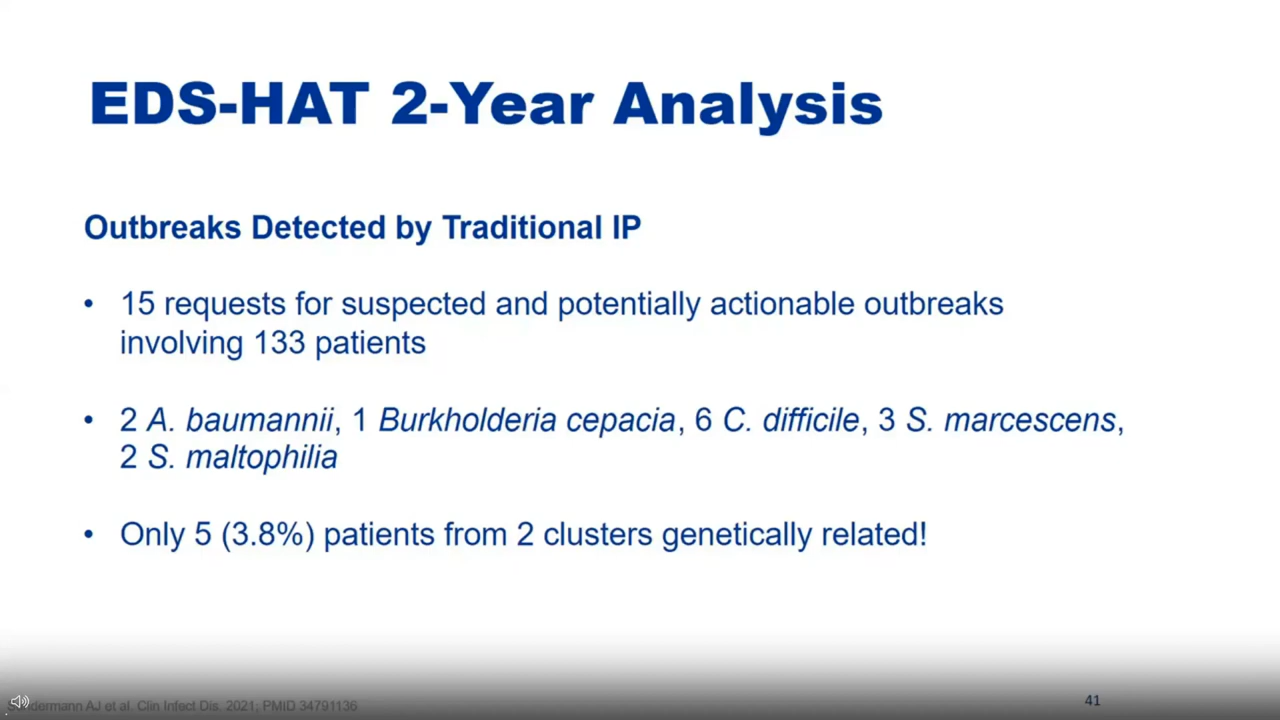 EDS-HAT 2-Year Analysis
Outbreaks Detected by Traditional IP
• 15 requests for suspected and potentially actionable outbreaks
involving 133 patients
• 2 A. baumannii, 1 Burkholderia cepacia, 6 C. difficile, 3 S. marcescens,
2 S. maltophilia
• Only 5 (3.8%) patients from 2 clusters genetically related!
AJ et al. Clin Infect Dis. 2021; PMID 34791136
41